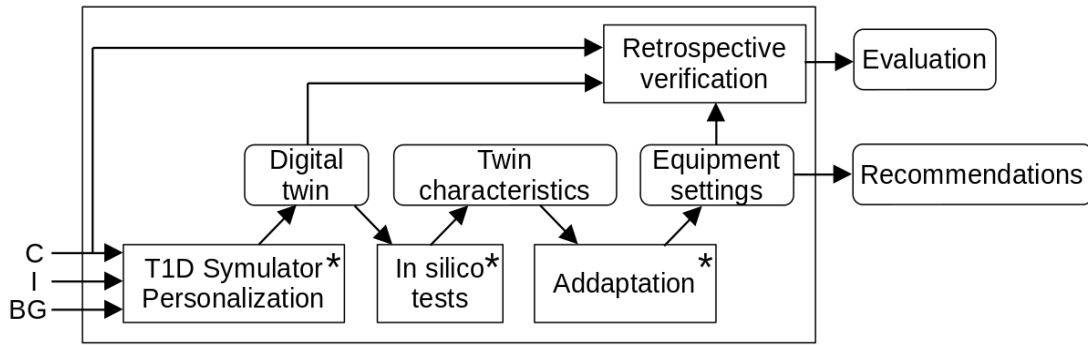 Retrospective
verification
Evaluation
Digital
twin
Twin
characteristics
Equipment
settings
Recommendations
C
I
BG
T1D Symulator*
Personalization
In silico*
tests
Addaptation*